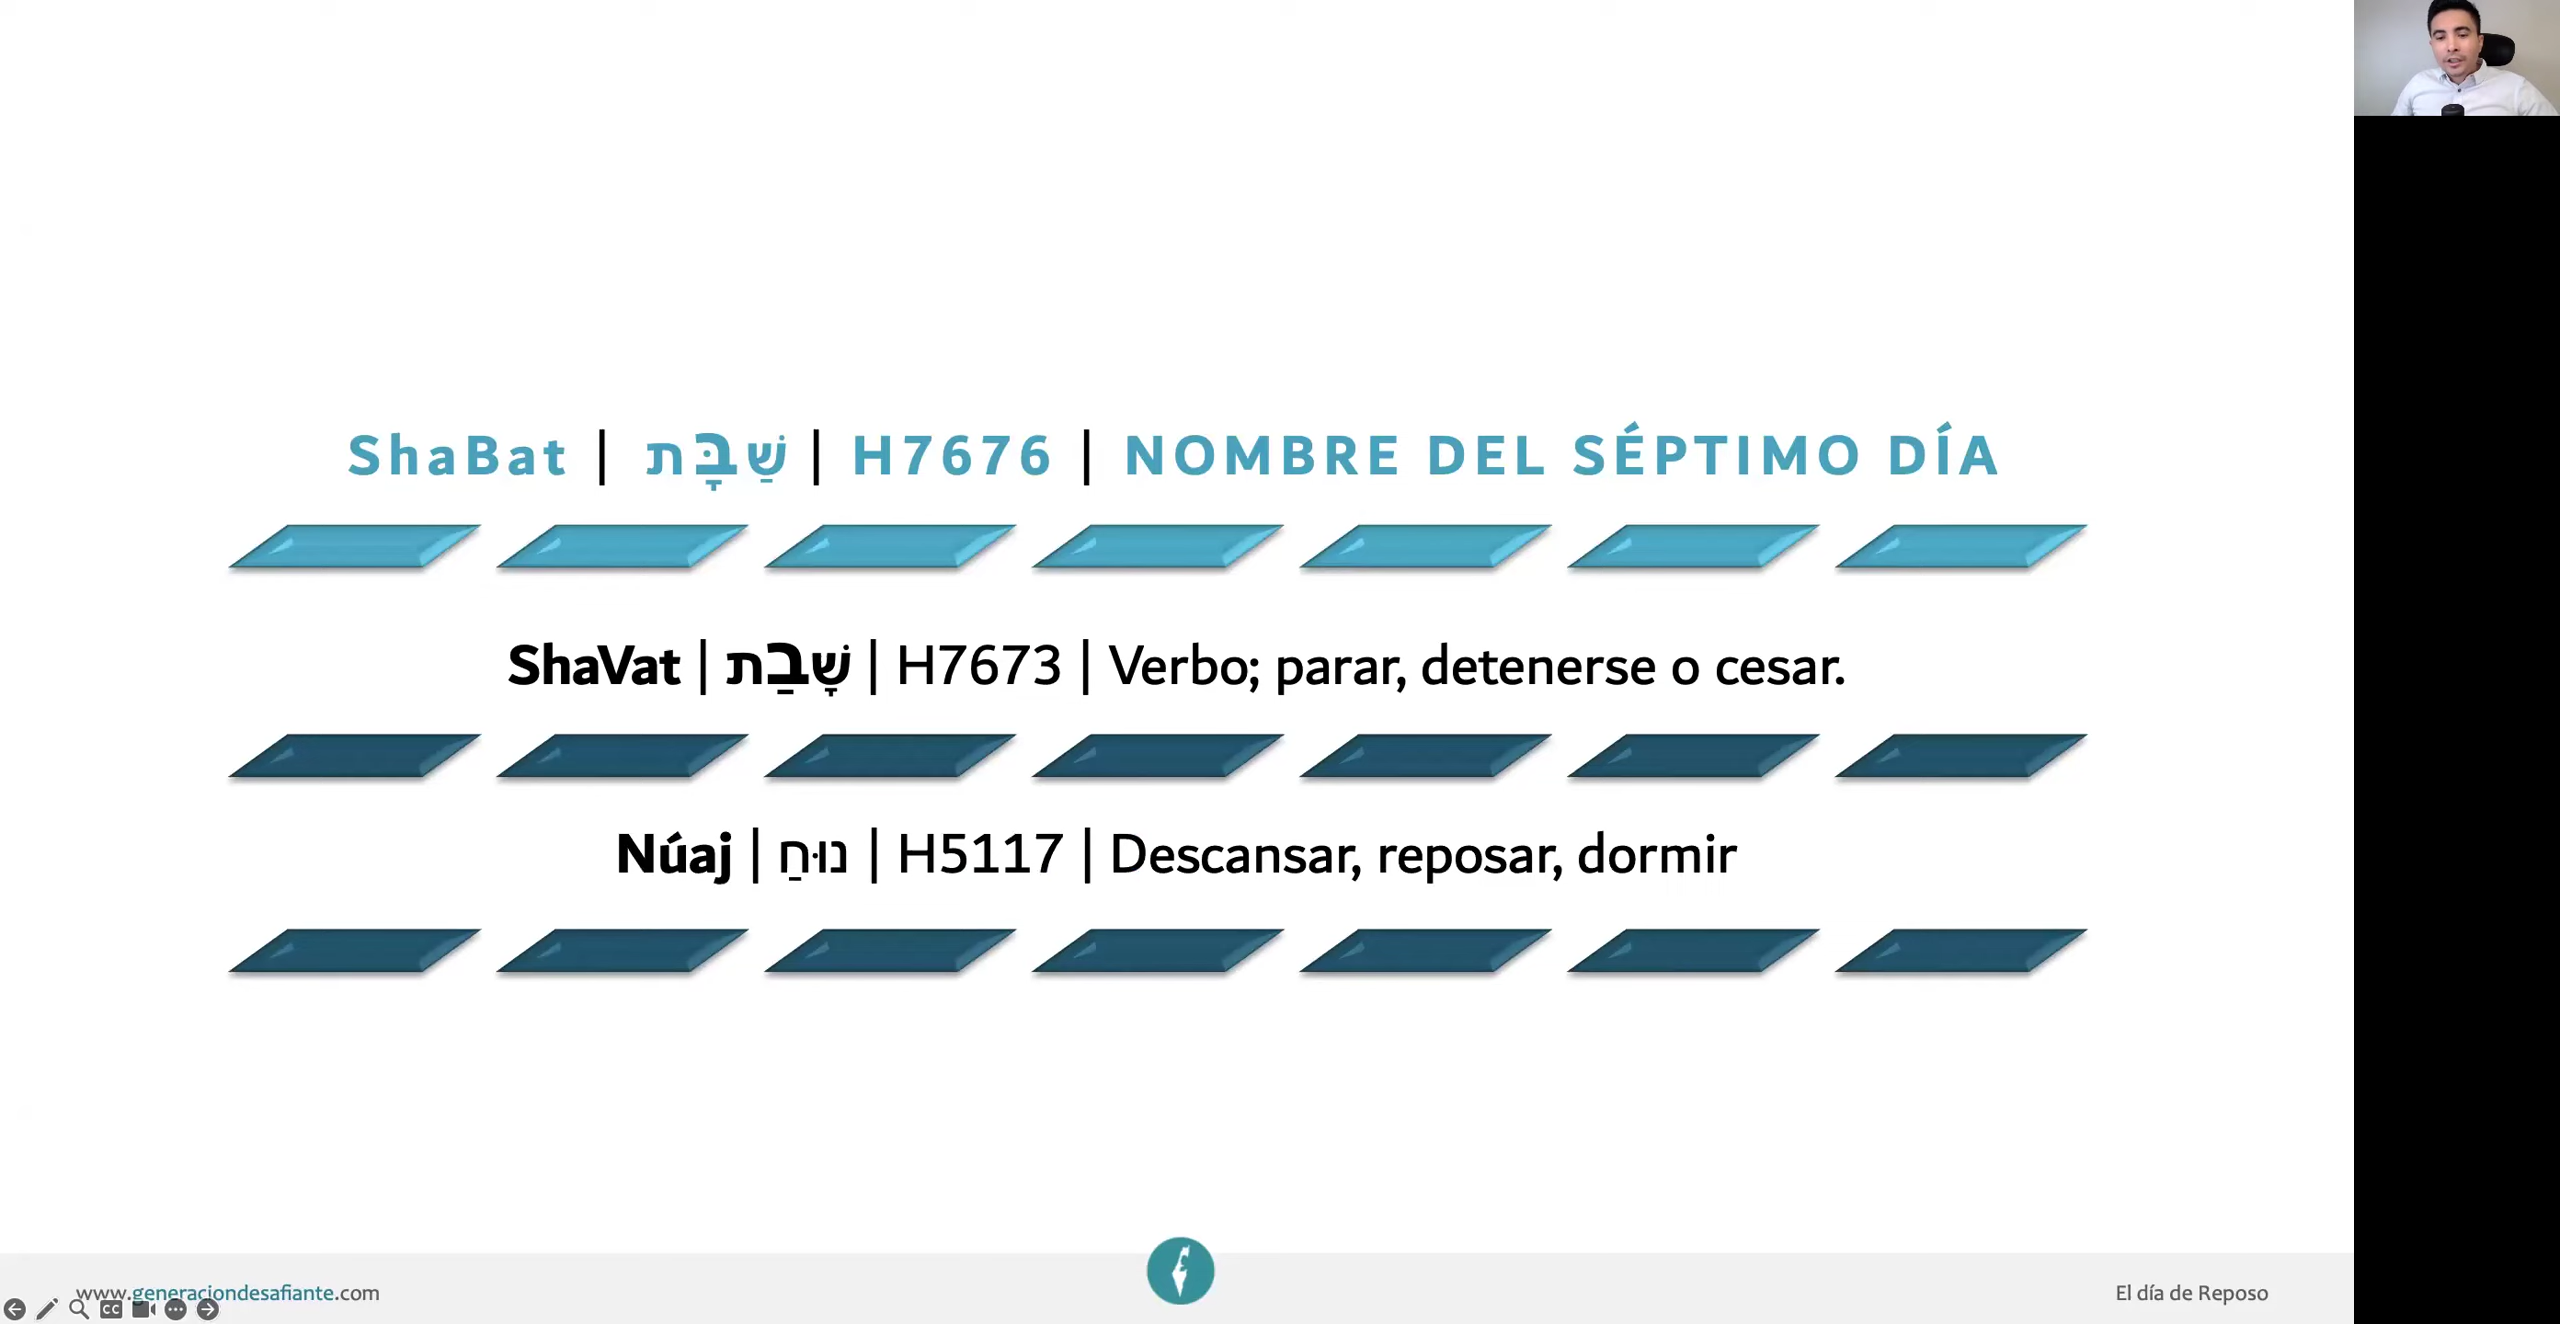 ShaBat | שַׁבָּת | H7676 | NOMBRE DEL SÉPTIMO DÍA
ShaVat | שָׁבַת | H7673 | Verbo; parar, detenerse o cesar.
Núaj | נוּחַ | H5117 | Descansar, reposar, dormir
www.generaciondesafiante.com
El día de Reposo
CC